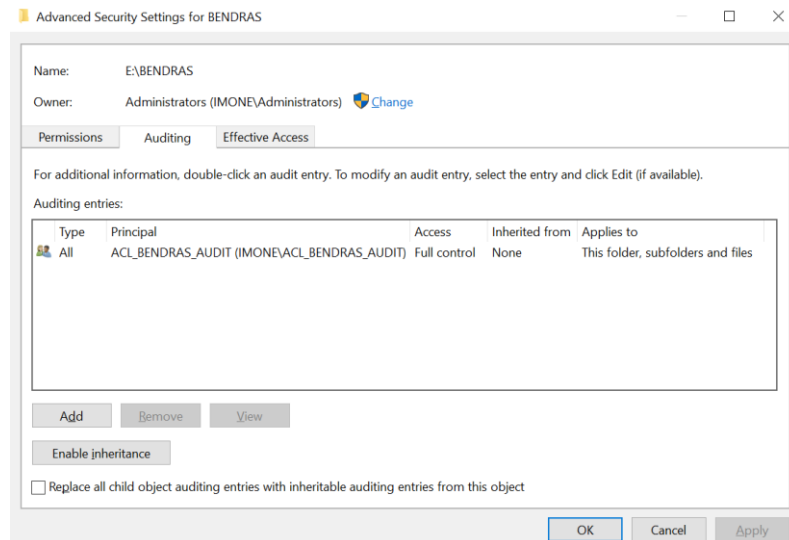 Advanced Security Settings for BENDRAS
Name: E:\BENDRAS
Owner: Administrators (IMONE\Administrators) Change
Permissions Auditing Effective Access
For additional information, double-click an audit entry. To modify an audit entry, select the entry and click Edit (if available).
Auditing entries:
Type Principal Access Inherited from Applies to
All ACL_BENDRAS_AUDIT (IMONE\ACL_BENDRAS_AUDIT) Full control None This folder, subfolders and files
Add Remove View
Enable inheritance
Replace all child object auditing entries with inheritable auditing entries from this object
OK Cancel Apply